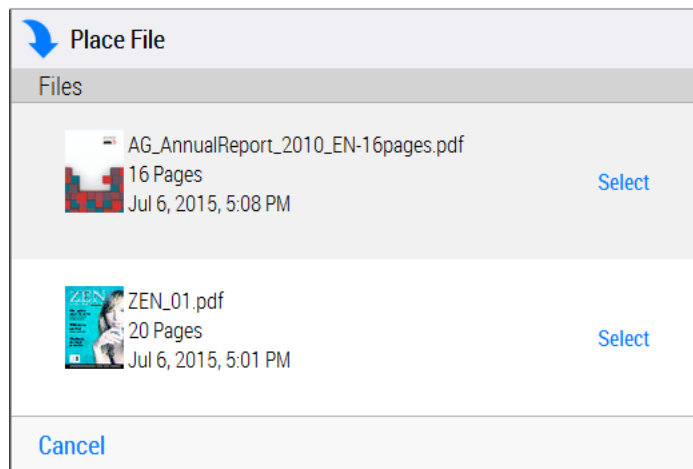 Place File
Files
AG_AnnualReport_2010_EN-16pages.pdf
16 Pages
Jul 6, 2015, 5:08 PM
Select
ZEN
ZEN_01.pdf
20 Pages
Jul 6, 2015, 5:01 PM
Select
Cancel